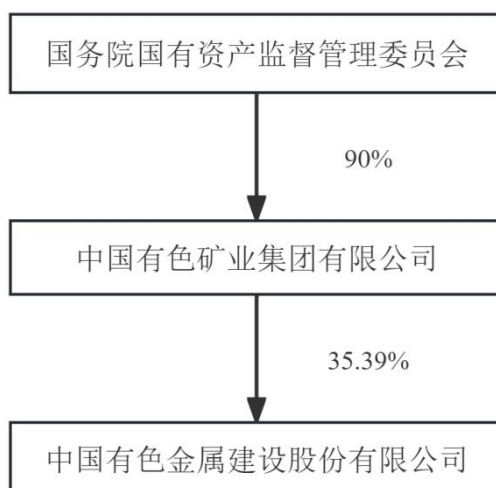 国务院国有资产监督管理委员会
90%
中国有色矿业集团有限公司
35.39%
中国有色金属建设股份有限公司